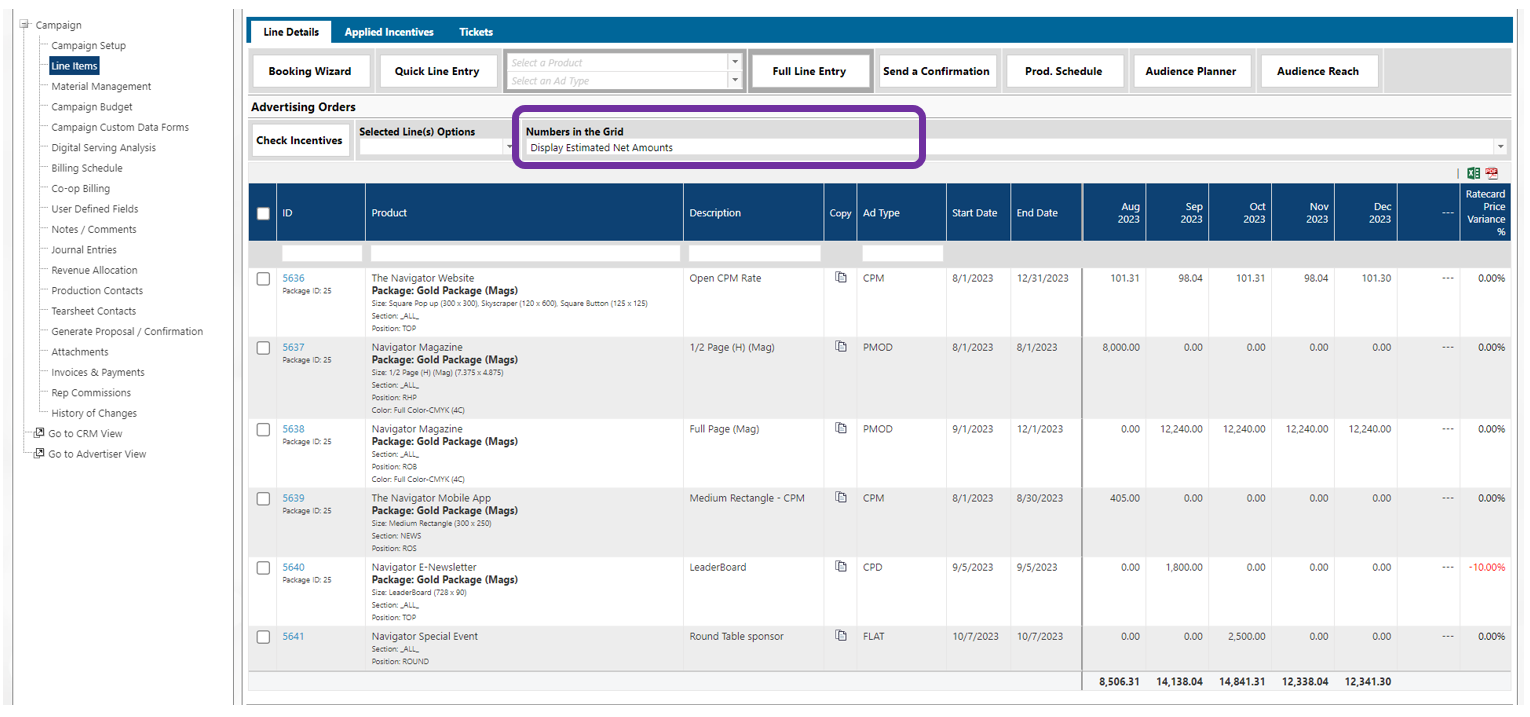 Campaign
Campaign Setup
Line Items
Material Management
Campaign Budget
Campaign Custom Data Forms
Digital Serving Analysis
Billing Schedule
Co-op Billing
User Defined Fields
Notes / Comments
Journal Entries
Revenue Allocation
Production Contacts
Tearsheet Contacts
Generate Proposal / Confirmation
Attachments
Invoices & Payments
Rep Commissions
History of Changes
Go to CRM View
Go to Advertiser View
Line Details Applied Incentives Tickets
Booking Wizard Quick Line Entry Select a Product Select an Ad Type Full Line Entry Send a Confirmation Prod. Schedule Audience Planner Audience Reach
Advertising Orders
Check Incentives Selected Line(s) Options Numbers in the Grid
Display Estimated Net Amounts
PDF
ID Product Description Copy Ad Type Start Date End Date Aug 2023 Sep 2023 Oct 2023 Nov 2023 Dec 2023 --- Ratecard Price Variance %
5636 The Navigator Website Open CPM Rate CPM 8/1/2023 12/31/2023 101.31 98.04 101.31 98.04 101.30 --- 0.00%
Package ID: 25 Package: Gold Package (Mags)
Size: Square Pop up (300 x 300), Skyscraper (120 x 600), Square Button (125 x 125)
Section: _ALL_
Position: TOP
5637 Navigator Magazine 1/2 Page (H) (Mag) PMOD 8/1/2023 8/1/2023 8,000.00 0.00 0.00 0.00 0.00 --- 0.00%
Package ID: 25 Package: Gold Package (Mags)
Size: 1/2 Page (H) (Mag) (7.375 x 4.875)
Section: _ALL_
Position: RHP
Color: Full Color-CMYK (4C)
5638 Navigator Magazine Full Page (Mag) PMOD 9/1/2023 12/1/2023 0.00 12,240.00 12,240.00 12,240.00 12,240.00 --- 0.00%
Package ID: 25 Package: Gold Package (Mags)
Section: _ALL_
Position: ROB
Color: Full Color-CMYK (4C)
5639 The Navigator Mobile App Medium Rectangle - CPM CPM 8/1/2023 8/30/2023 405.00 0.00 0.00 0.00 0.00 --- 0.00%
Package ID: 25 Package: Gold Package (Mags)
Size: Medium Rectangle (300 x 250)
Section: NEWS
Position: ROS
5640 Navigator E-Newsletter LeaderBoard CPD 9/5/2023 9/5/2023 0.00 1,800.00 0.00 0.00 0.00 --- -10.00%
Package ID: 25 Package: Gold Package (Mags)
Size: LeaderBoard (728 x 90)
Section: _ALL_
Position: TOP
5641 Navigator Special Event Round Table sponsor FLAT 10/7/2023 10/7/2023 0.00 0.00 2,500.00 0.00 0.00 --- 0.00%
Section: _ALL_
Position: ROUND
8,506.31 14,138.04 14,841.31 12,338.04 12,341.30